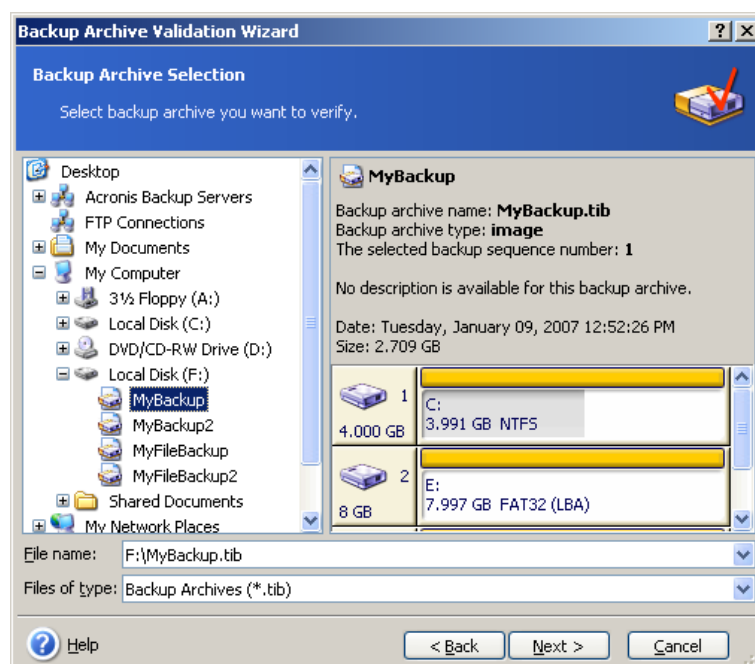 Backup Archive Validation Wizard
Backup Archive Selection
Select backup archive you want to verify.
Desktop
Acronis Backup Servers
FTP Connections
My Documents
My Computer
3½ Floppy (A:)
Local Disk (C:)
DVD/CD-RW Drive (D:)
Local Disk (F:)
MyBackup
MyBackup2
MyFileBackup
MyFileBackup2
Shared Documents
My Network Places
MyBackup
Backup archive name: MyBackup.tib
Backup archive type: image
The selected backup sequence number: 1
No description is available for this backup archive.
Date: Tuesday, January 09, 2007 12:52:26 PM
Size: 2.709 GB
1
4.000 GB
C:
3.991 GB NTFS
2
8 GB
E:
7.997 GB FAT32 (LBA)
File name: F:\MyBackup.tib
Files of type: Backup Archives (*.tib)
Help
< Back
Next >
Cancel